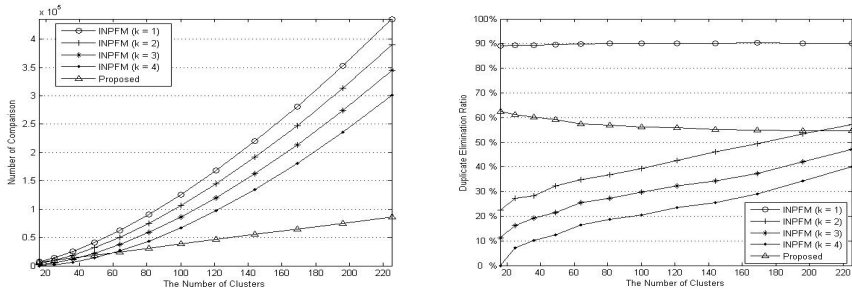 x 10^5
4
3.5
3
2.5
2
1.5
1
0.5
0
20 40 60 80 100 120 140 160 180 200 220
Number of Comparison
The Number of Clusters
INPFM (k = 1)
INPFM (k = 2)
INPFM (k = 3)
INPFM (k = 4)
Proposed
100 %
90 %
80 %
70 %
60 %
50 %
40 %
30 %
20 %
10 %
0 %
20 40 60 80 100 120 140 160 180 200 220
Duplicate Elimination Ratio
The Number of Clusters
INPFM (k = 1)
INPFM (k = 2)
INPFM (k = 3)
INPFM (k = 4)
Proposed